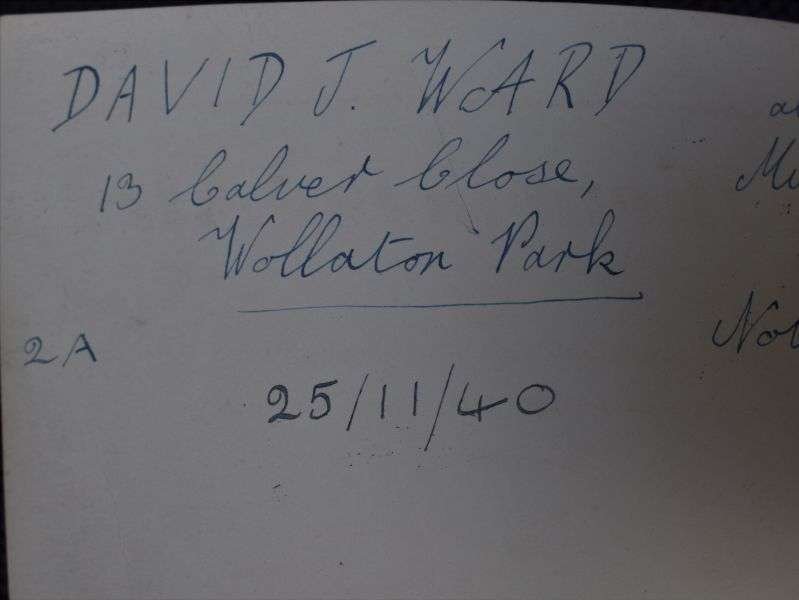 DAVID J. WARD
13 Calver Close,
Wollaton Park
2A
25/11/40